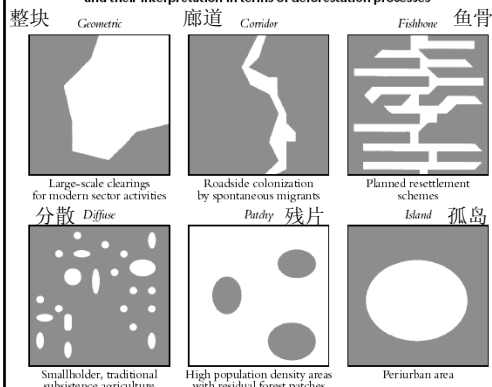 and their interpretation in terms of deforestation processes
整块 Geometric 廊道 Corridor Fishbone 鱼骨
Large-scale clearings
for modern sector activities
Roadside colonization
by spontaneous migrants
Planned resettlement
schemes
分散 Diffuse Patchy 残片 Island 孤岛
Smallholder, traditional
subsistence agriculture
High population density areas
with residual forest patches
Periurban area